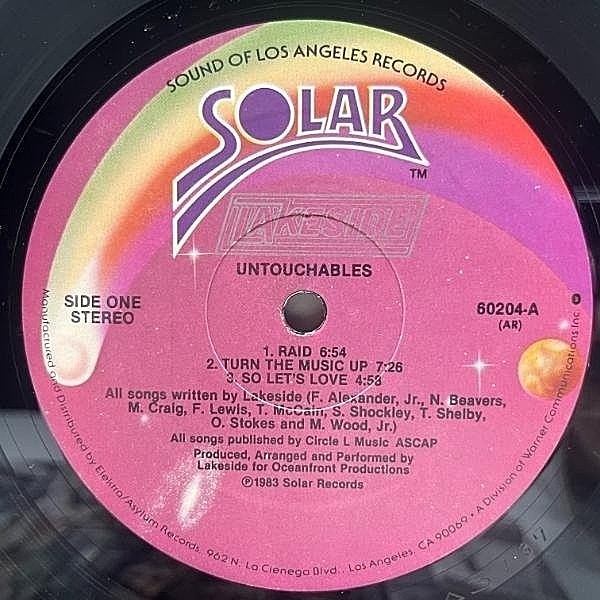 SOUND OF LOS ANGELES RECORDS
SOLAR
TM
LAKESIDE
UNTOUCHABLES
SIDE ONE
STEREO
60204-A
(AR)
1. RAID 6:54
2. TURN THE MUSIC UP 7:26
3. SO LET'S LOVE 4:53
All songs written by Lakeside (F. Alexander, Jr., N. Beavers,
M. Craig, F. Lewis, T. McCain, S. Shockley, T. Shelby,
O. Stokes and M. Wood, Jr.)
All songs published by Circle L Music ASCAP
Produced, Arranged and Performed by
Lakeside for Oceanfront Productions
℗1983 Solar Records
Manufactured and Distributed by Elektra/Asylum Records, 962 N. La Cienega Blvd., Los Angeles, CA 90069 • A Division of Warner Communications Inc.